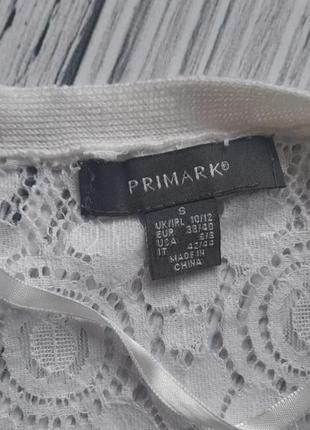 PRIMARK®
S
UK/IRL 10/12
EUR 38/40
USA 6/8
IT 42/44
MADE IN
CHINA